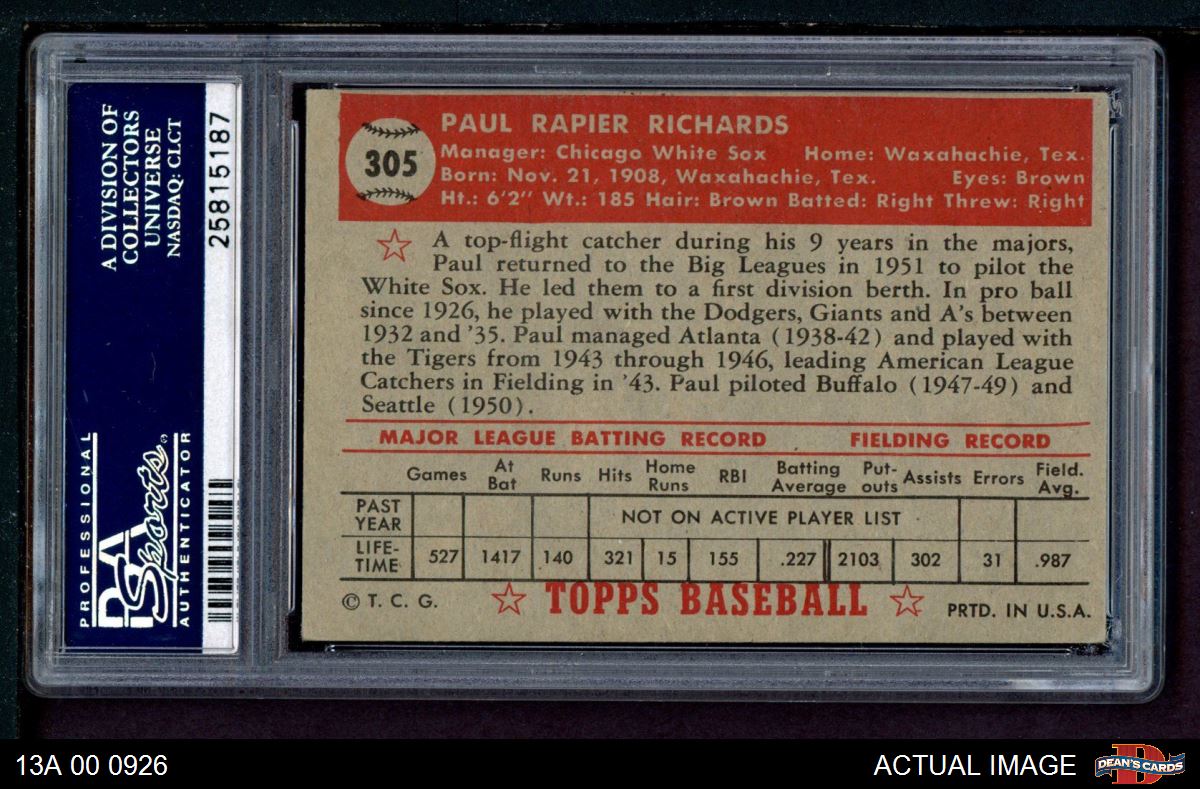 A DIVISION OF
COLLECTORS
UNIVERSE
NASDAQ: CLCT
25815187
PROFESSIONAL
PSA
Sports
AUTHENTICATOR
305
PAUL RAPIER RICHARDS
Manager: Chicago White Sox Home: Waxahachie, Tex.
Born: Nov. 21, 1908, Waxahachie, Tex. Eyes: Brown
Ht.: 6'2" Wt.: 185 Hair: Brown Batted: Right Threw: Right
A top-flight catcher during his 9 years in the majors,
Paul returned to the Big Leagues in 1951 to pilot the
White Sox. He led them to a first division berth. In pro ball
since 1926, he played with the Dodgers, Giants and A's between
1932 and '35. Paul managed Atlanta (1938-42) and played with
the Tigers from 1943 through 1946, leading American League
Catchers in Fielding in '43. Paul piloted Buffalo (1947-49) and
Seattle (1950).
MAJOR LEAGUE BATTING RECORD FIELDING RECORD
Games At Bat Runs Hits Home Runs RBI Batting Average Put-outs Assists Errors Field. Avg.
PAST YEAR NOT ON ACTIVE PLAYER LIST
LIFE-TIME 527 1417 140 321 15 155 .227 2103 302 31 .987
© T. C. G. TOPPS BASEBALL PRTD. IN U.S.A.
13A 00 0926 ACTUAL IMAGE
D DEAN'S CARDS